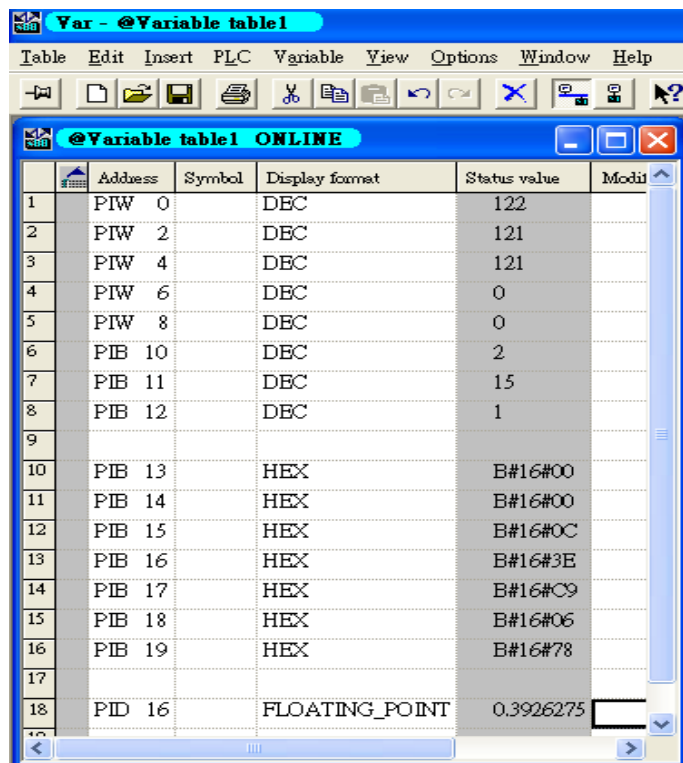 Var - @Variable table1
Table Edit Insert PLC Variable View Options Window Help
@Variable table1 ONLINE
Address Symbol Display format Status value Modif
1 PIW 0 DEC 122
2 PIW 2 DEC 121
3 PIW 4 DEC 121
4 PIW 6 DEC 0
5 PIW 8 DEC 0
6 PIB 10 DEC 2
7 PIB 11 DEC 15
8 PIB 12 DEC 1
9
10 PIB 13 HEX B#16#00
11 PIB 14 HEX B#16#00
12 PIB 15 HEX B#16#0C
13 PIB 16 HEX B#16#3E
14 PIB 17 HEX B#16#C9
15 PIB 18 HEX B#16#06
16 PIB 19 HEX B#16#78
17
18 PID 16 FLOATING_POINT 0.3926275